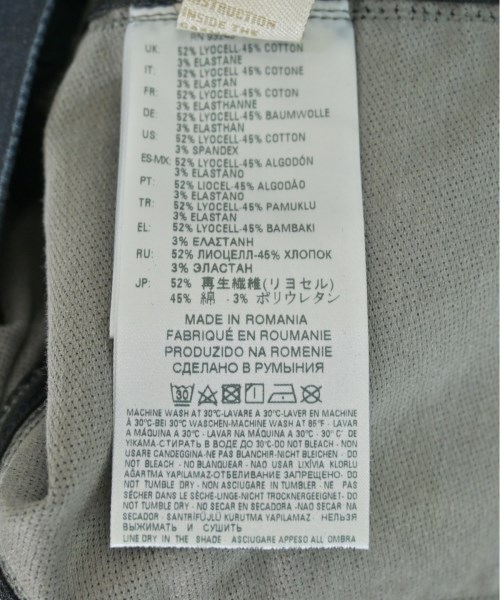 NSTRUCTION
INSIDE THE
UK: 52% LYOCELL-45% COTTON
3% ELASTANE
IT: 52% LYOCELL-45% COTONE
3% ELASTAN
FR: 52% LYOCELL-45% COTON
3% ELASTHANNE
DE: 52% LYOCELL-45% BAUMWOLLE
3% ELASTHAN
US: 52% LYOCELL-45% COTTON
3% SPANDEX
ES-MX: 52% LYOCELL-45% ALGODÓN
3% ELASTANO
PT: 52% LIOCEL-45% ALGODÃO
3% ELASTANO
TR: 52% LYOCELL-45% PAMUKLU
3% ELASTAN
EL: 52% LYOCELL-45% BAMBAKI
3% ΕΛΑΣΤΑΝΗ
RU: 52% ЛИОЦЕЛЛ-45% ХЛОПОК
3% ЭЛАСТАН
JP: 52% 再生繊維(リヨセル)
45% 綿 · 3% ポリウレタン
MADE IN ROMANIA
FABRIQUÉ EN ROUMANIE
PRODUZIDO NA ROMENIE
СДЕЛАНО В РУМЫНИЯ
30
MACHINE WASH AT 30°C-LAVARE A 30°C-LAVER EN MACHINE
À 30°C-BEI 30°C WASCHEN-MACHINE WASH AT 86°F - LAVAR
A MÁQUINA A 30°C - LAVAR NA MÁQUINA A 30°C - 30° C' DE
YIKAMA-СТИРАТЬ В ВОДЕ ДО 30°C-DO NOT BLEACH - NON
USARE CANDEGGINA-NE PAS BLANCHIR-NICHT BLEICHEN - DO
NOT BLEACH - NO BLANQUEAR - NAO USAR LIXÍVIA KLORLU
AĞARTMA YAPILAMAZ-ОТБЕЛИВАНИЕ ЗАПРЕЩЕНО- DO
NOT TUMBLE DRY - NON ASCIUGARE IN TUMBLER - NE PAS
SÉCHER DANS LE SÈCHE-LINGE-NICHT TROCKNERGEEIGNET- DO
NOT TUMBLE DRY - NO SECAR EN SECADORA -NAO SECAR NA
SECADOR - SANTRİFÜJLÜ KURUTMA YAPILAMAZ - НЕЛЬЗЯ
ВЫЖИМАТЬ И СУШИТЬ
LINE DRY IN THE SHADE ASCIUGARE APPESO ALL OMBRA